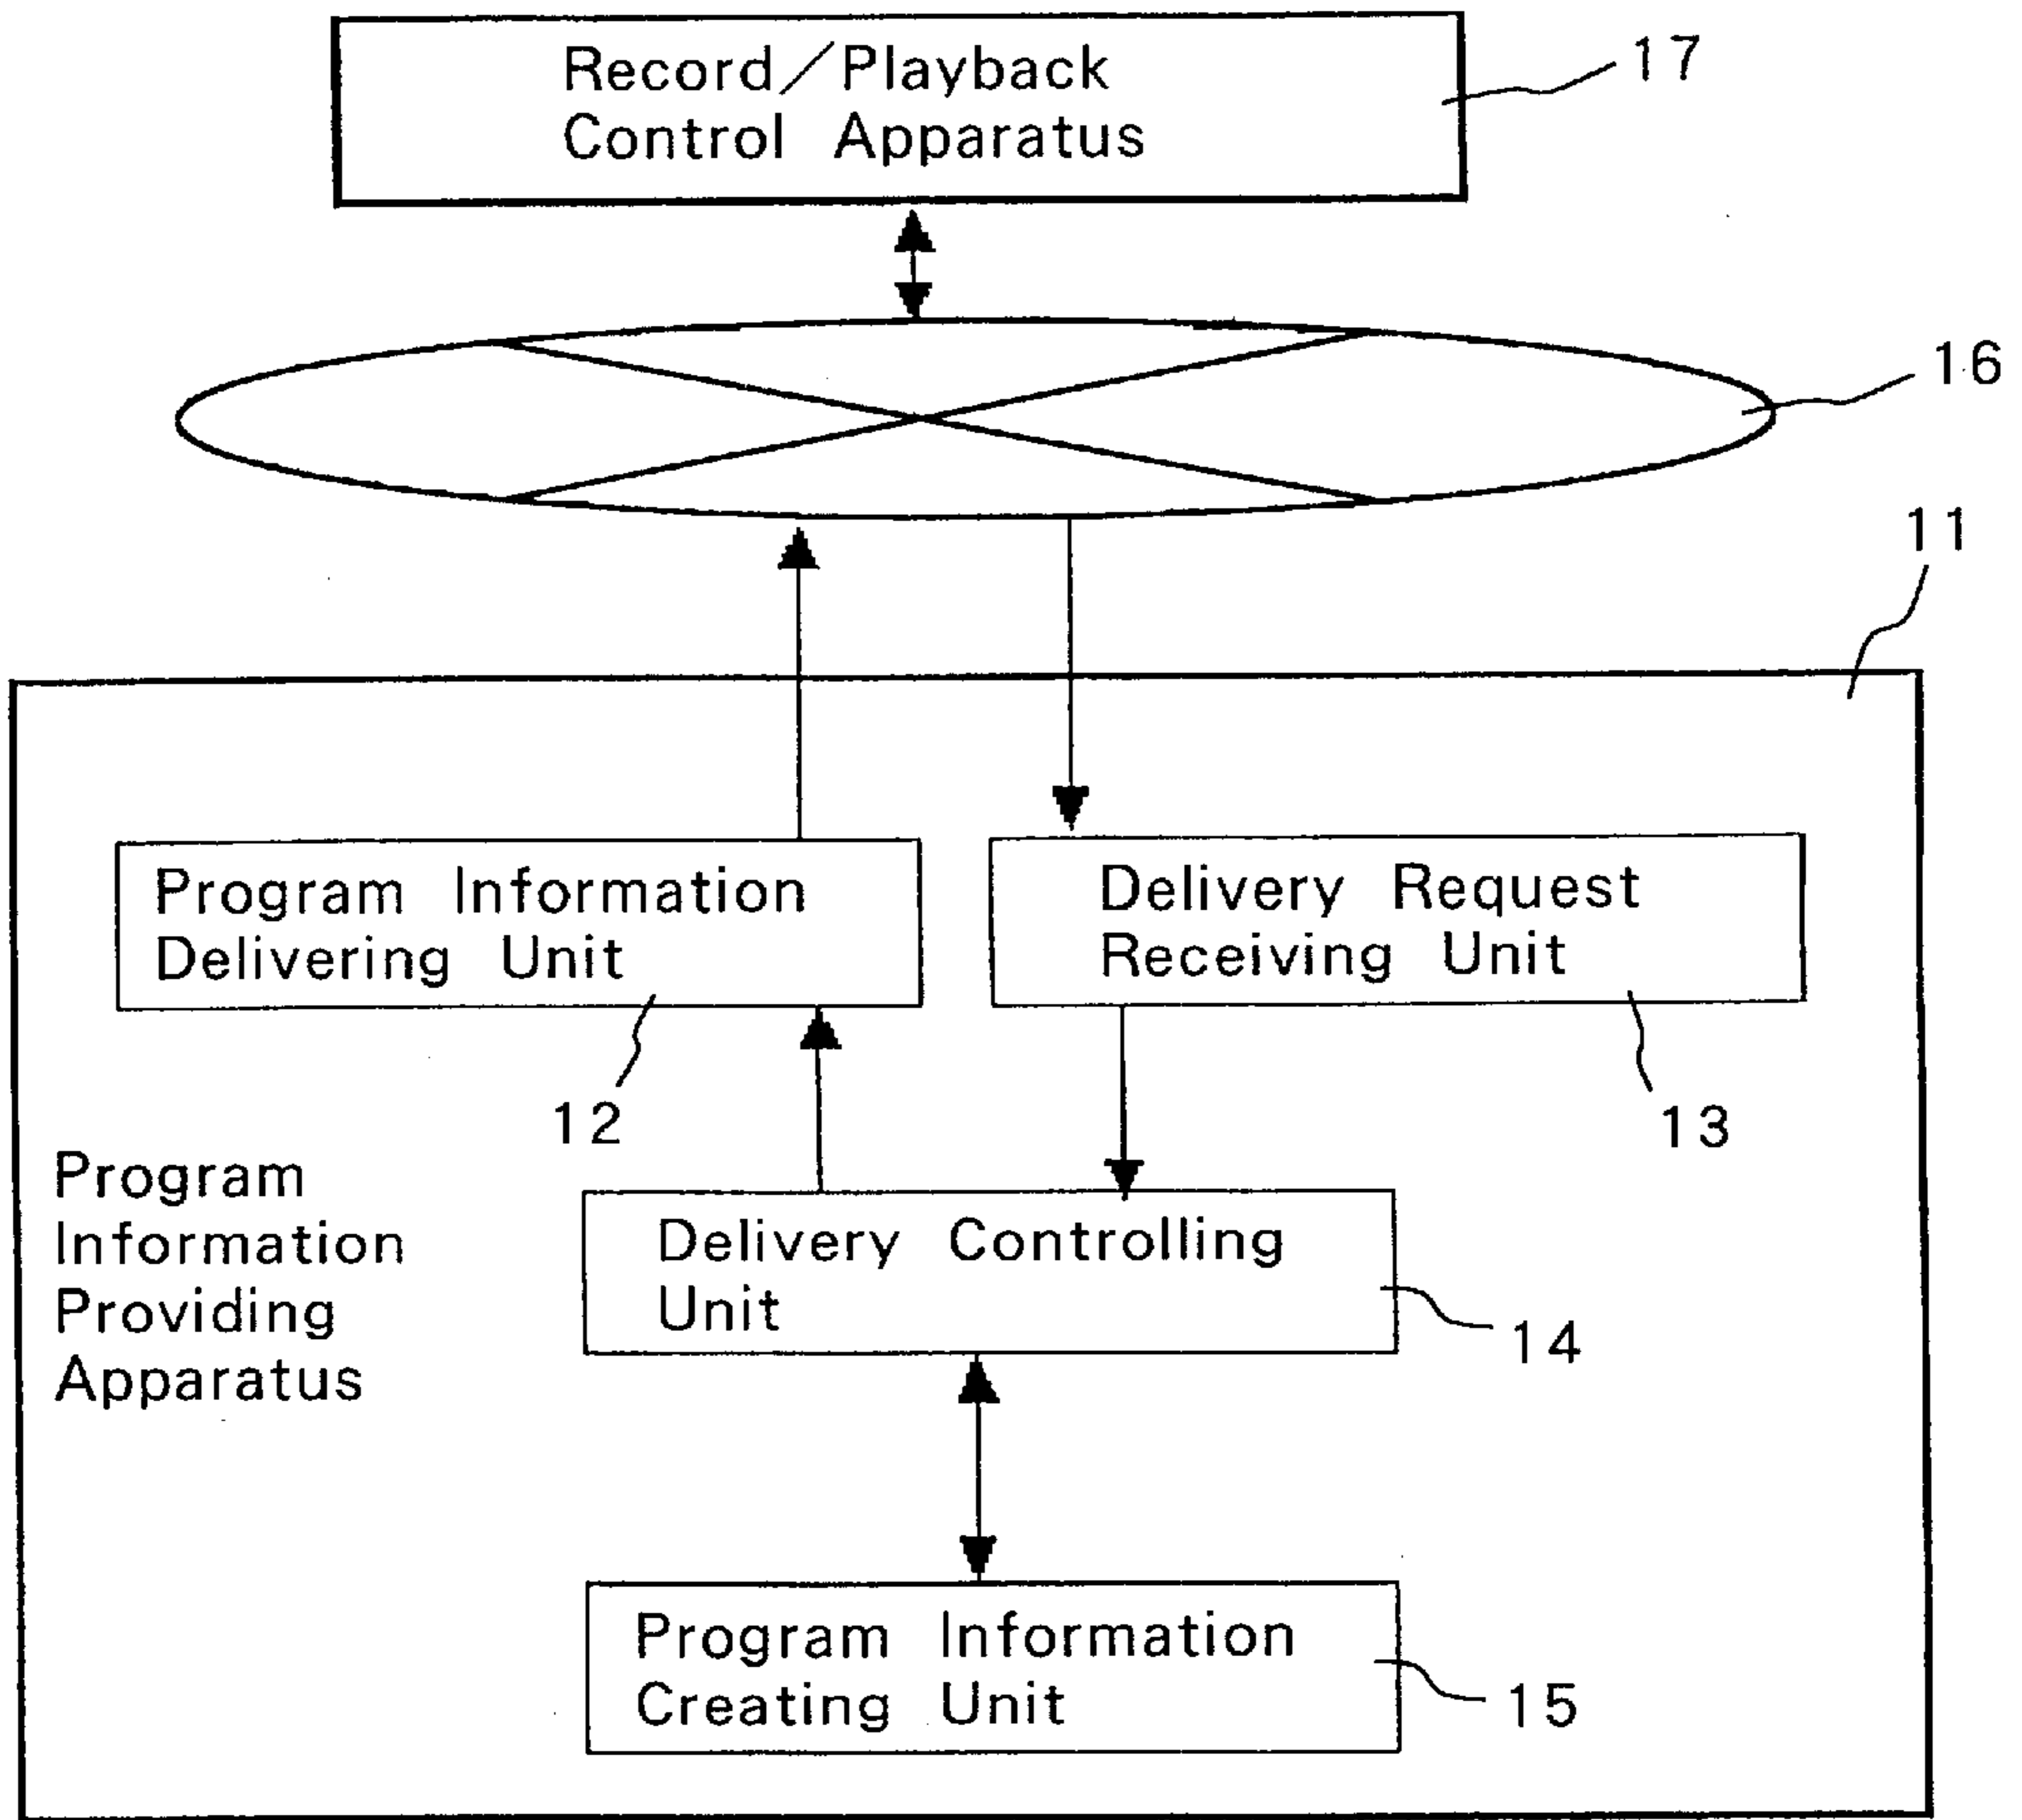 Record/Playback
Control Apparatus
17
16
11
Program Information
Delivering Unit
Delivery Request
Receiving Unit
12
13
Program
Information
Providing
Apparatus
Delivery Controlling
Unit
14
Program Information
Creating Unit
15